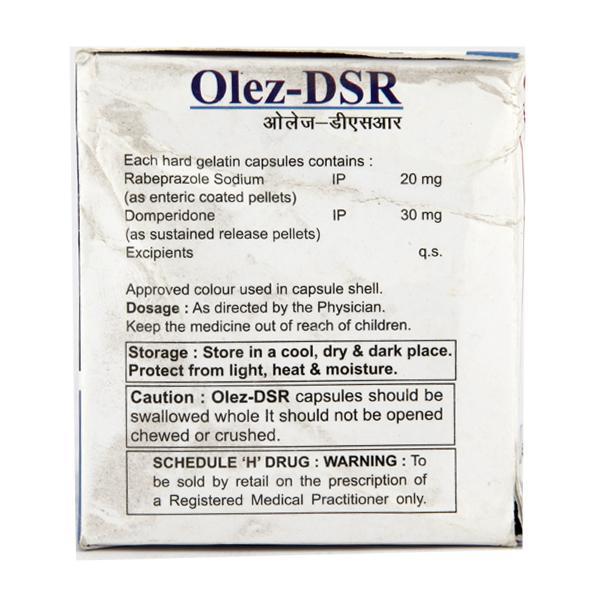 Olez-DSR
ओलेज-डीएसआर
Each hard gelatin capsules contains :
Rabeprazole Sodium IP 20 mg
(as enteric coated pellets)
Domperidone IP 30 mg
(as sustained release pellets)
Excipients q.s.
Approved colour used in capsule shell.
Dosage : As directed by the Physician.
Keep the medicine out of reach of children.
Storage : Store in a cool, dry & dark place.
Protect from light, heat & moisture.
Caution : Olez-DSR capsules should be
swallowed whole It should not be opened
chewed or crushed.
SCHEDULE 'H' DRUG : WARNING : To
be sold by retail on the prescription of
a Registered Medical Practitioner only.